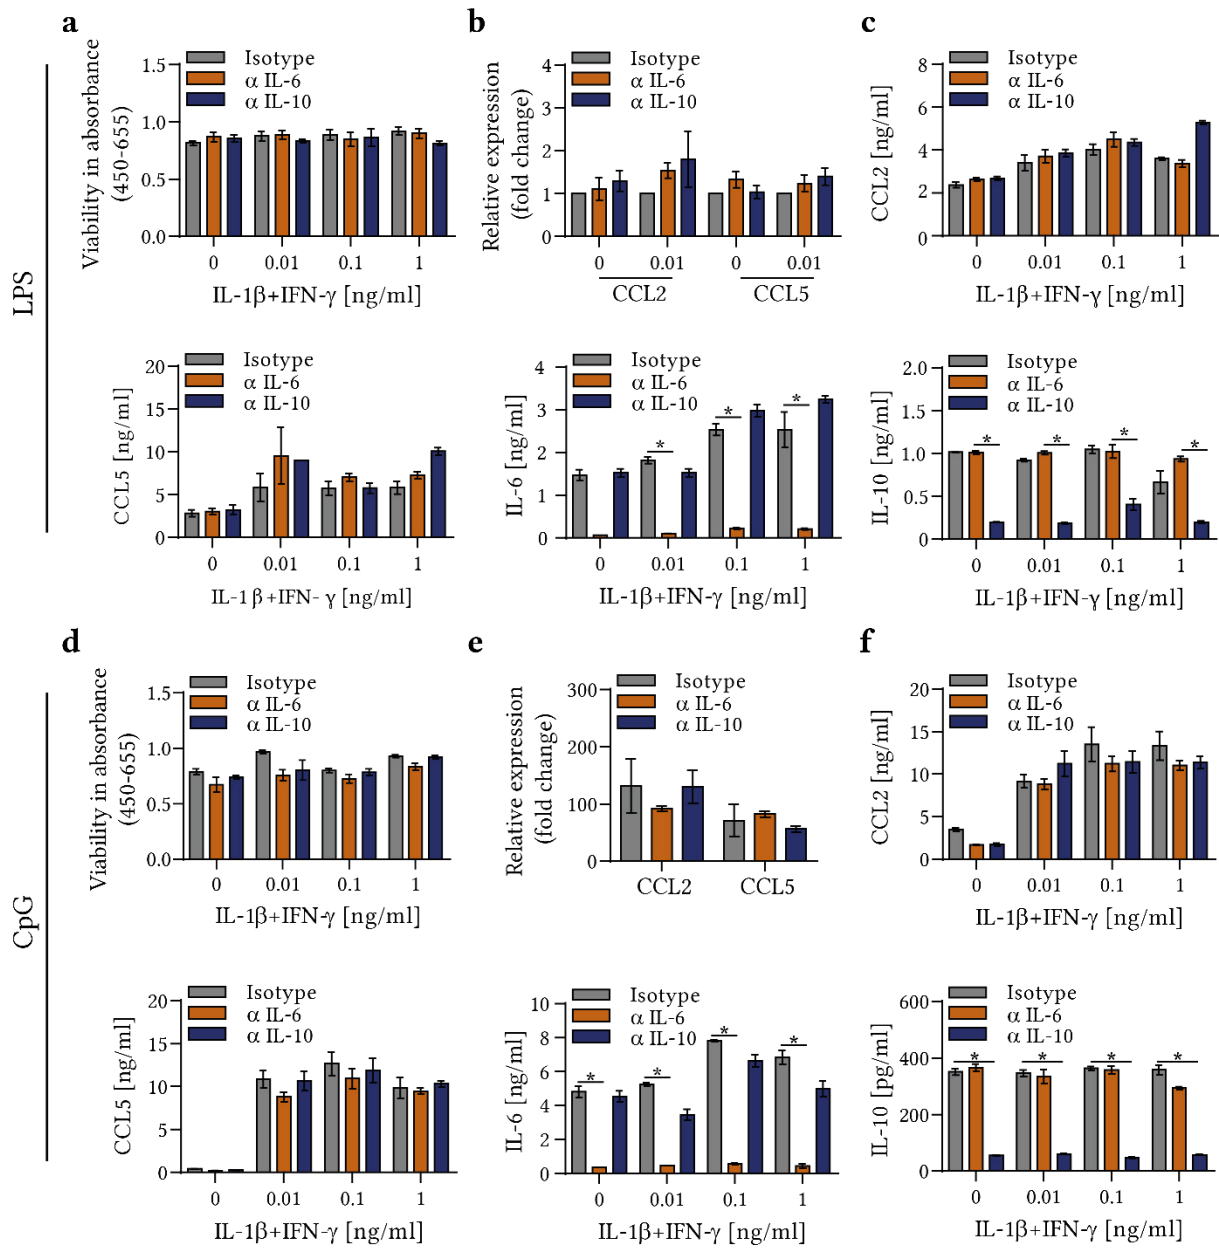 a
Viability in absorbance
(450-655)
Isotype
α IL-6
α IL-10
1.5
1.0
0.5
0.0
0 0.01 0.1 1
IL-1β+IFN-γ [ng/ml]
b
Relative expression
(fold change)
Isotype
α IL-6
α IL-10
4
3
2
1
0
0 0.01 0 0.01
CCL2 CCL5
c
CCL2 [ng/ml]
Isotype
α IL-6
α IL-10
8
6
4
2
0
0 0.01 0.1 1
IL-1β+IFN-γ [ng/ml]
LPS
CCL5 [ng/ml]
Isotype
α IL-6
α IL-10
20
15
10
5
0
0 0.01 0.1 1
IL-1β+IFN- γ [ng/ml]
IL-6 [ng/ml]
Isotype
α IL-6
α IL-10
4
3
2
1
0
* * *
0 0.01 0.1 1
IL-1β+IFN-γ [ng/ml]
IL-10 [ng/ml]
Isotype
α IL-6
α IL-10
2.0
1.5
1.0
0.5
0
* * * *
0 0.01 0.1 1
IL-1β+IFN-γ [ng/ml]
d
Viability in absorbance
(450-655)
Isotype
α IL-6
α IL-10
1.5
1.0
0.5
0.0
0 0.01 0.1 1
IL-1β+IFN-γ [ng/ml]
e
Relative expression
(fold change)
Isotype
α IL-6
α IL-10
300
200
100
0
CCL2 CCL5
f
CCL2 [ng/ml]
Isotype
α IL-6
α IL-10
20
15
10
5
0
0 0.01 0.1 1
IL-1β+IFN-γ [ng/ml]
CpG
CCL5 [ng/ml]
Isotype
α IL-6
α IL-10
20
15
10
5
0
0 0.01 0.1 1
IL-1β+IFN-γ [ng/ml]
IL-6 [ng/ml]
Isotype
α IL-6
α IL-10
10
8
6
4
2
0
* * * *
0 0.01 0.1 1
IL-1β+IFN-γ [ng/ml]
IL-10 [pg/ml]
Isotype
α IL-6
α IL-10
600
400
200
0
* * * *
0 0.01 0.1 1
IL-1β+IFN-γ [ng/ml]